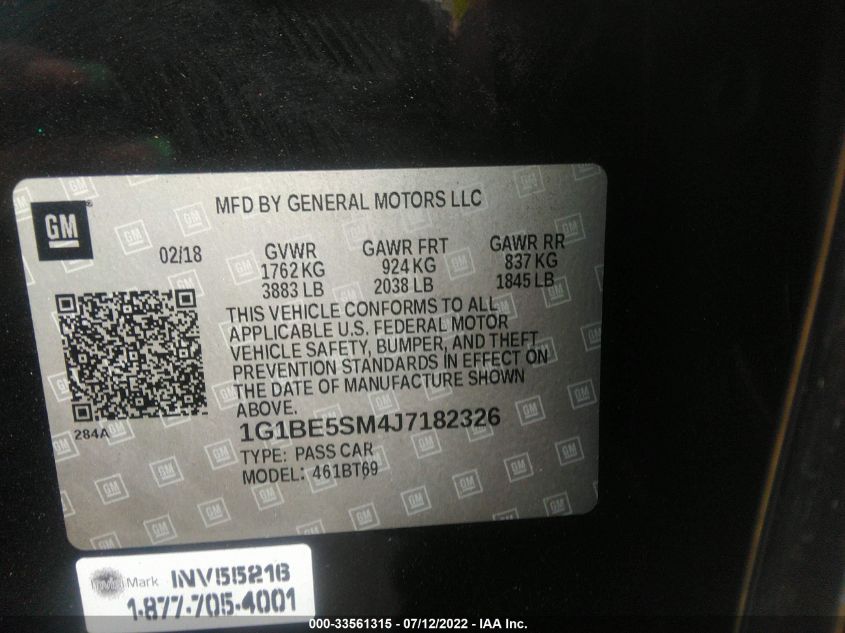 MFD BY GENERAL MOTORS LLC
GM
02/18
GVWR GAWR FRT GAWR RR
1762 KG 924 KG 837 KG
3883 LB 2038 LB 1845 LB
THIS VEHICLE CONFORMS TO ALL
APPLICABLE U.S. FEDERAL MOTOR
VEHICLE SAFETY, BUMPER, AND THEFT
PREVENTION STANDARDS IN EFFECT ON
THE DATE OF MANUFACTURE SHOWN
ABOVE.
284A
1G1BE5SM4J7182326
TYPE: PASS CAR
MODEL: 461BT69
Mark INV55216
1-877-705-4001
000-33561315 - 07/12/2022 - IAA Inc.